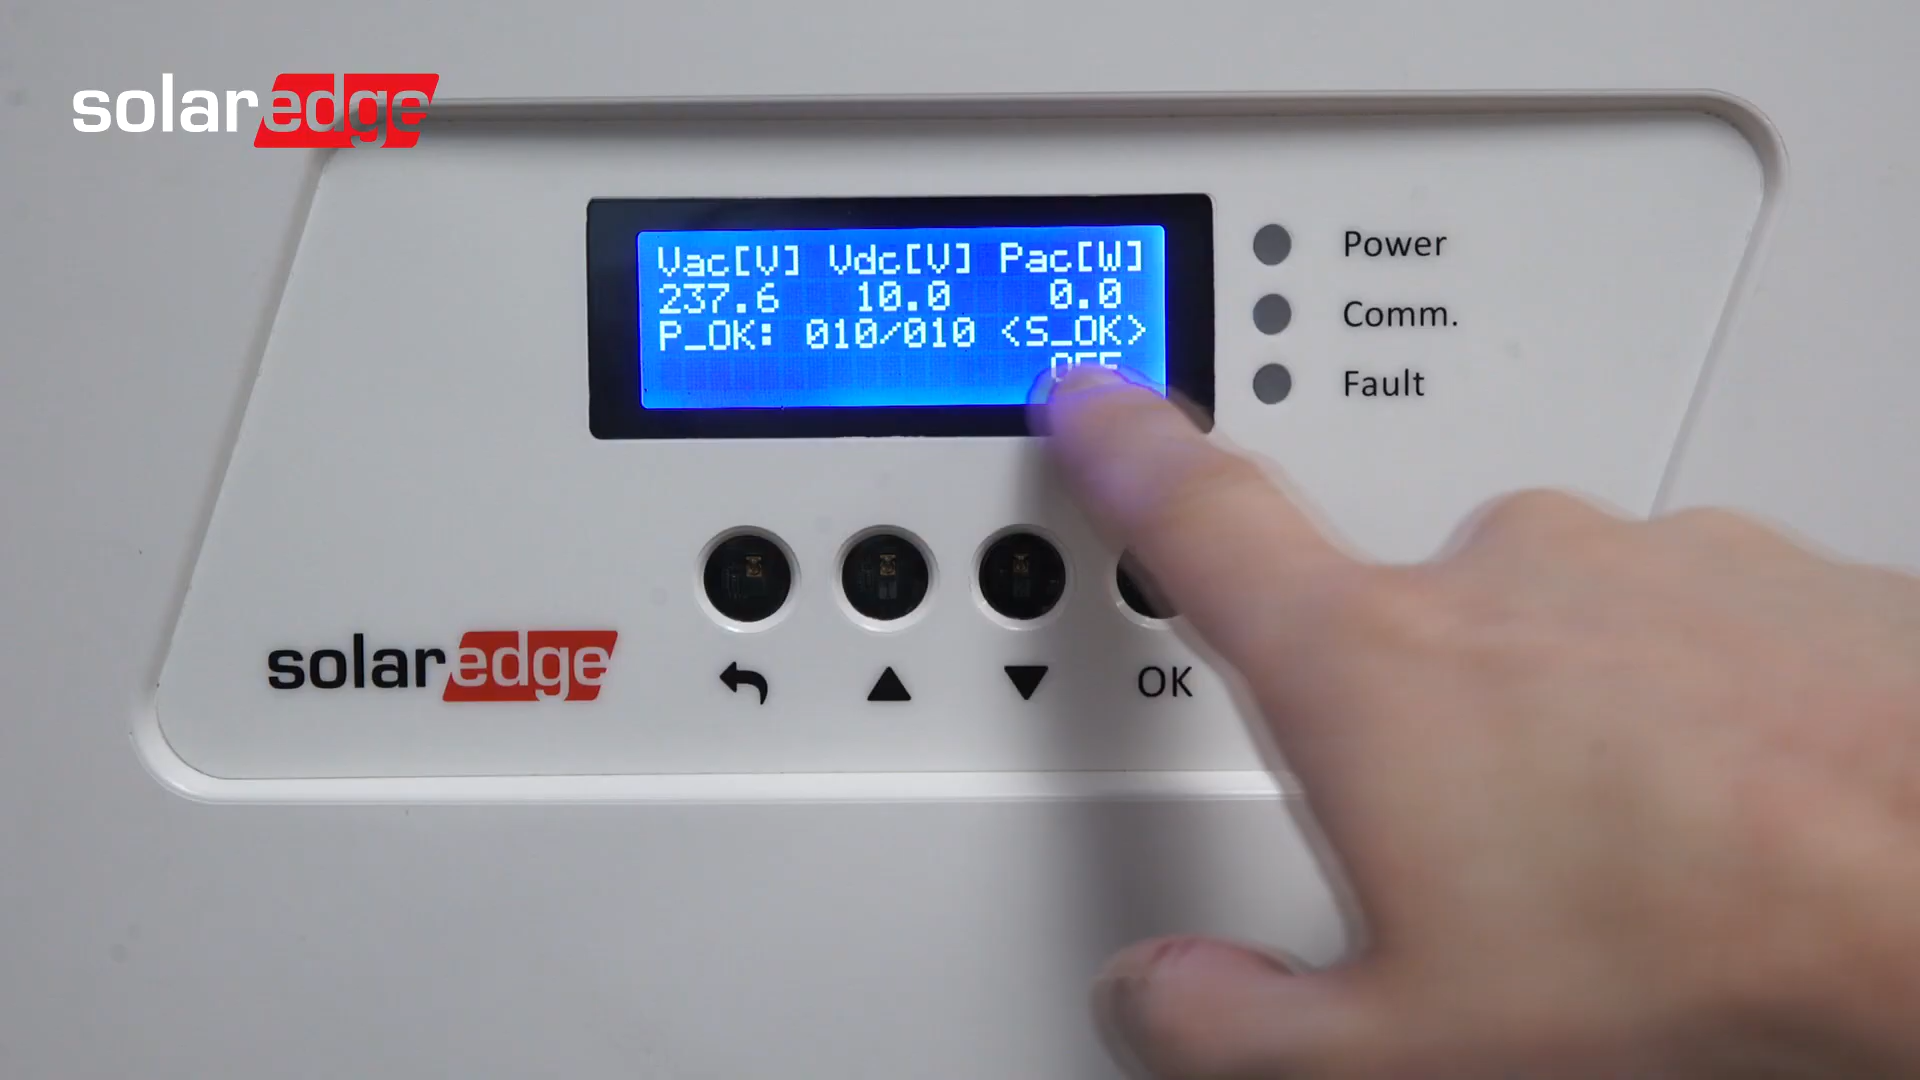 solaredge
Vac[V] Vdc[V] Pac[W]
237.6 10.0 0.0
P_OK: 010/010 <S_OK>
OFF
Power
Comm.
Fault
solaredge
OK